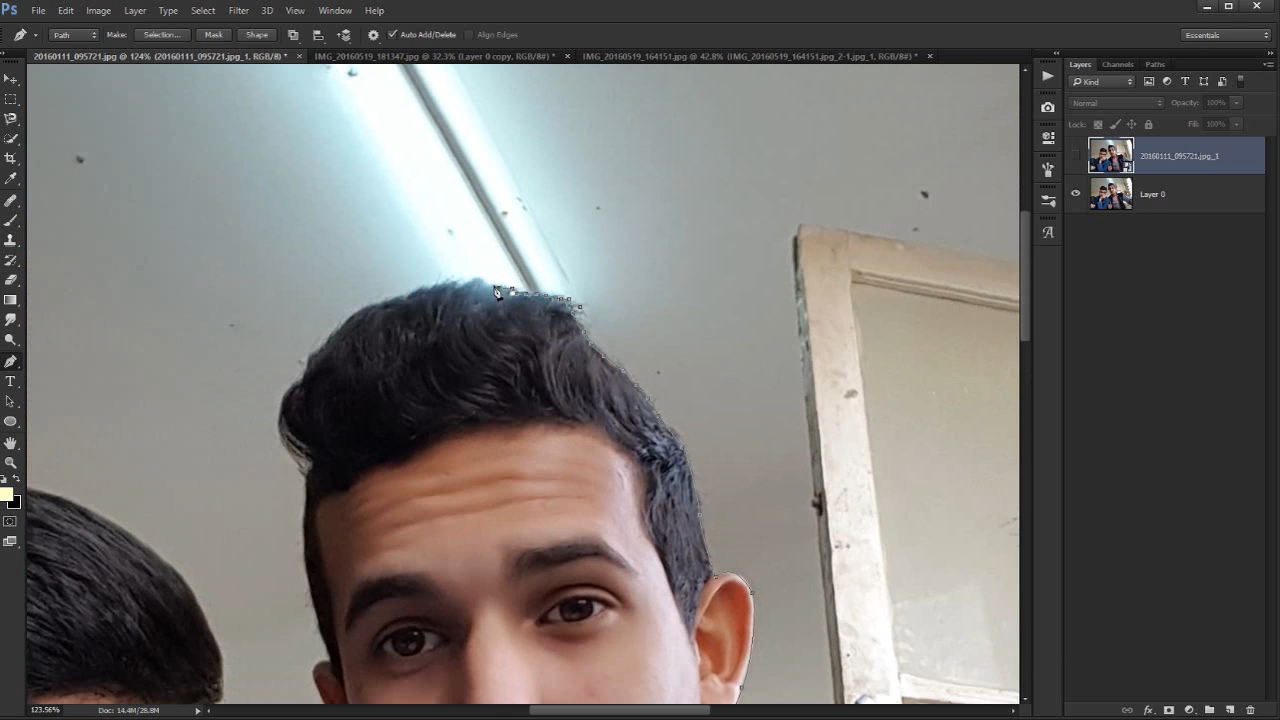 Ps File Edit Image Layer Type Select Filter 3D View Window Help
Path Make: Selection... Mask Shape Auto Add/Delete Align Edges Essentials
20160111_095721.jpg @ 124% (20160111_095721.jpg_1, RGB/8) * × IMG_20160519_181347.jpg @ 32.3% (Layer 0 copy, RGB/8#) * × IMG_20160519_164151.jpg @ 42.8% (IMG_20160519_164151.jpg_2-1.jpg, RGB/8#) * ×
Layers Channels Paths
Kind
Normal Opacity: 100%
Lock: Fill: 100%
20160111_095721.jpg_1
Layer 0
123.56% Doc: 14.4M/28.8M